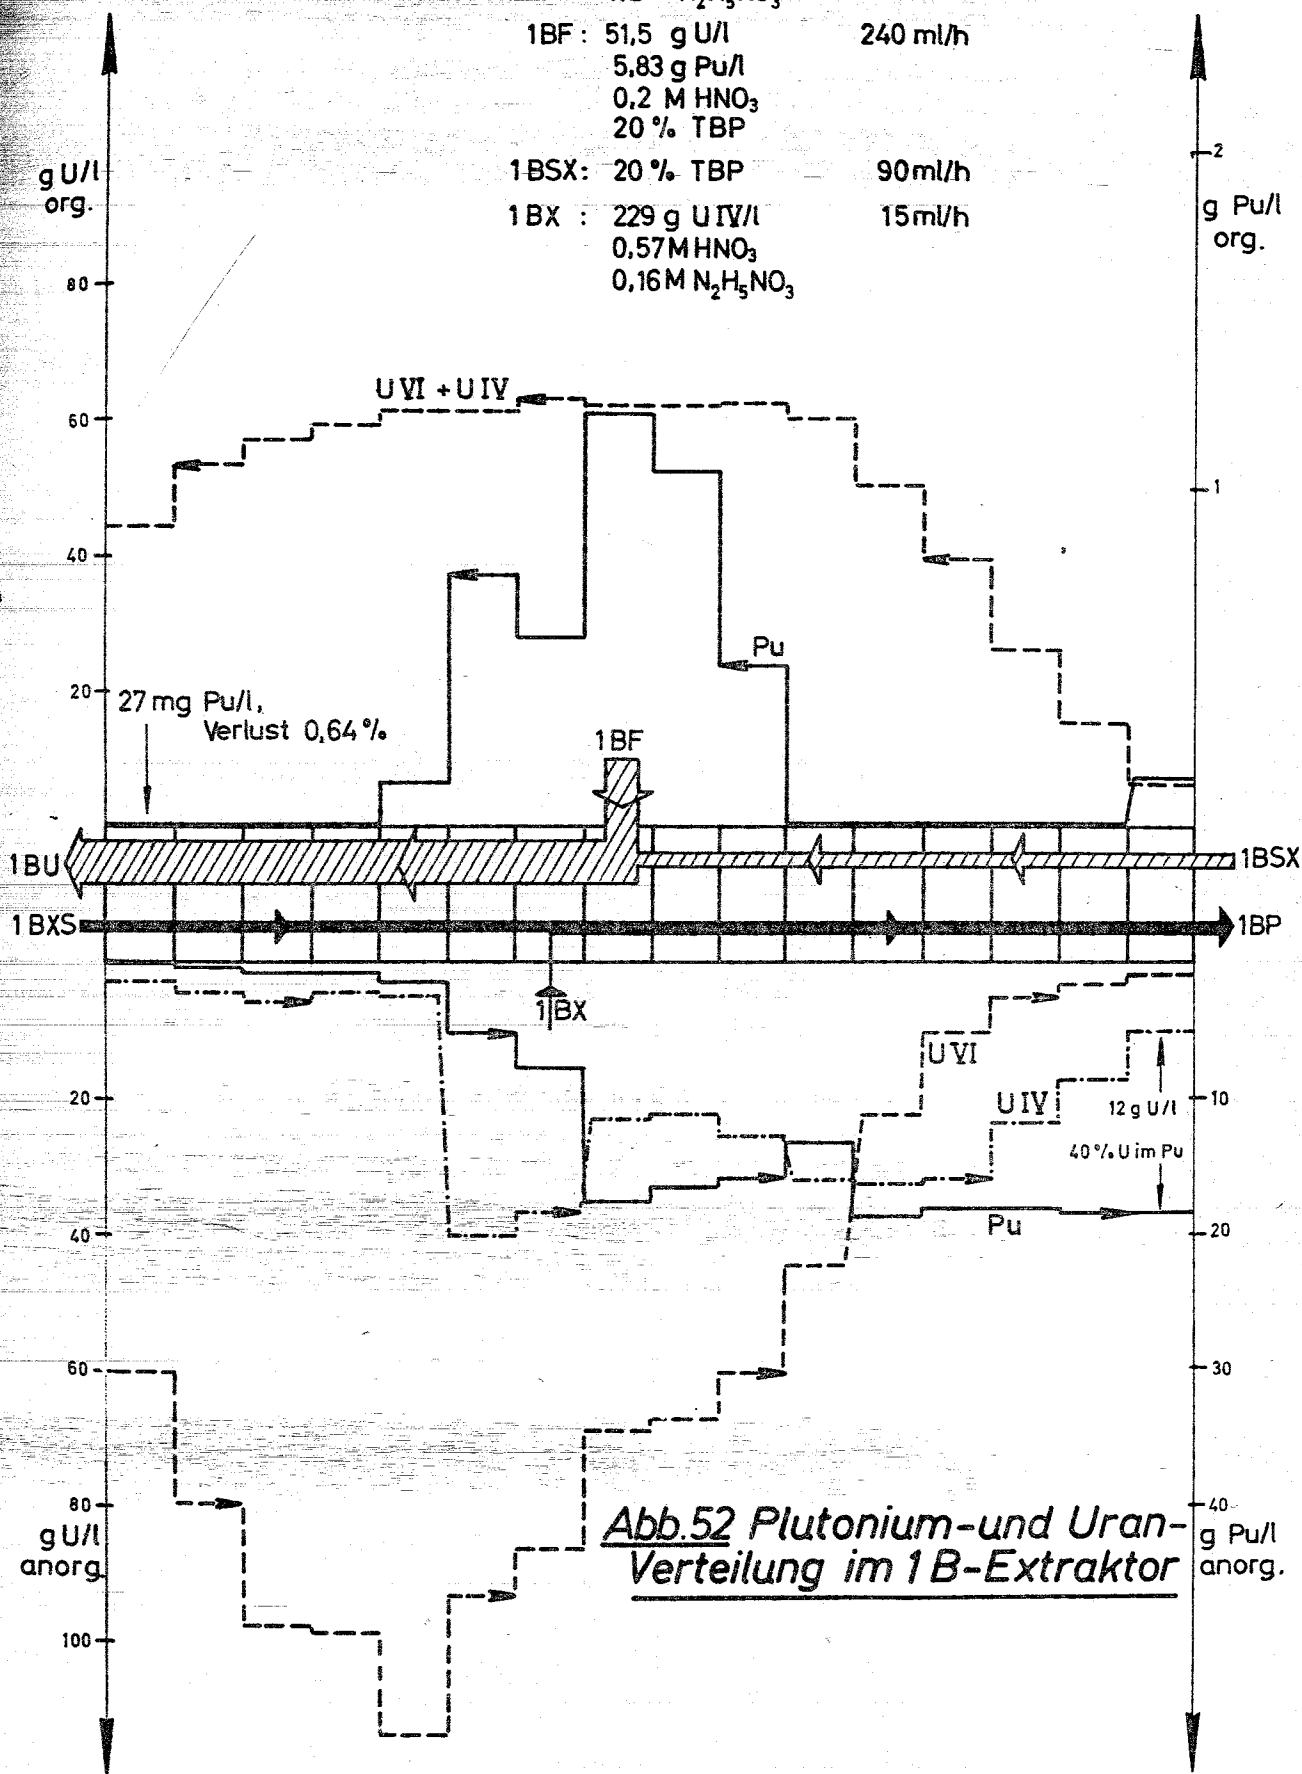 1BF : 51,5 g U/l 240 ml/h
5,83 g Pu/l
0,2 M HNO₃
20 % TBP
1BSX: 20 % TBP 90ml/h
1BX : 229 g U IV/l 15ml/h
0,57M HNO₃
0,16M N₂H₅NO₃
g U/l
org.
2
g Pu/l
org.
80
U VI + U IV
60
1
40
Pu
20
27 mg Pu/l,
Verlust 0,64 %
1BF
1BU
1BSX
1BXS
1BP
1BX
U VI
20
U IV
12 g U/l
10
40 % U im Pu
Pu
40
20
60
30
80
40
g U/l
anorg.
g Pu/l
anorg.
Abb.52 Plutonium-und Uran-
Verteilung im 1B-Extraktor
100